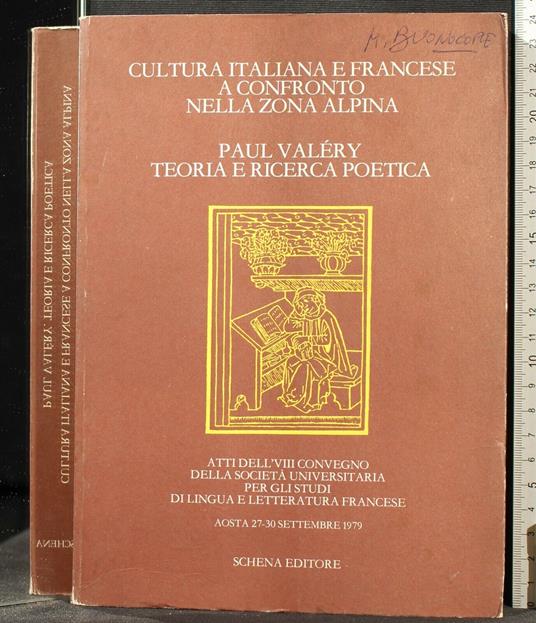 M. BUONOCORE
CULTURA ITALIANA E FRANCESE
A CONFRONTO
NELLA ZONA ALPINA
PAUL VALÉRY
TEORIA E RICERCA POETICA
ATTI DELL'VIII CONVEGNO
DELLA SOCIETÀ UNIVERSITARIA
PER GLI STUDI
DI LINGUA E LETTERATURA FRANCESE
AOSTA 27-30 SETTEMBRE 1979
SCHENA EDITORE
CULTURA ITALIANA E FRANCESE A CONFRONTO NELLA ZONA ALPINA
PAUL VALÉRY. TEORIA E RICERCA POETICA
SCHENA